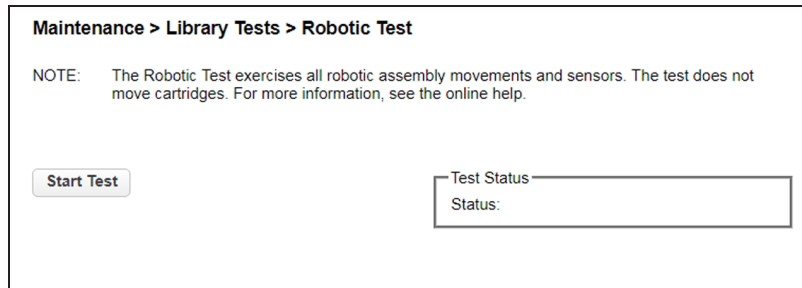 Maintenance > Library Tests > Robotic Test
NOTE: The Robotic Test exercises all robotic assembly movements and sensors. The test does not
move cartridges. For more information, see the online help.
Start Test
Test Status
Status: